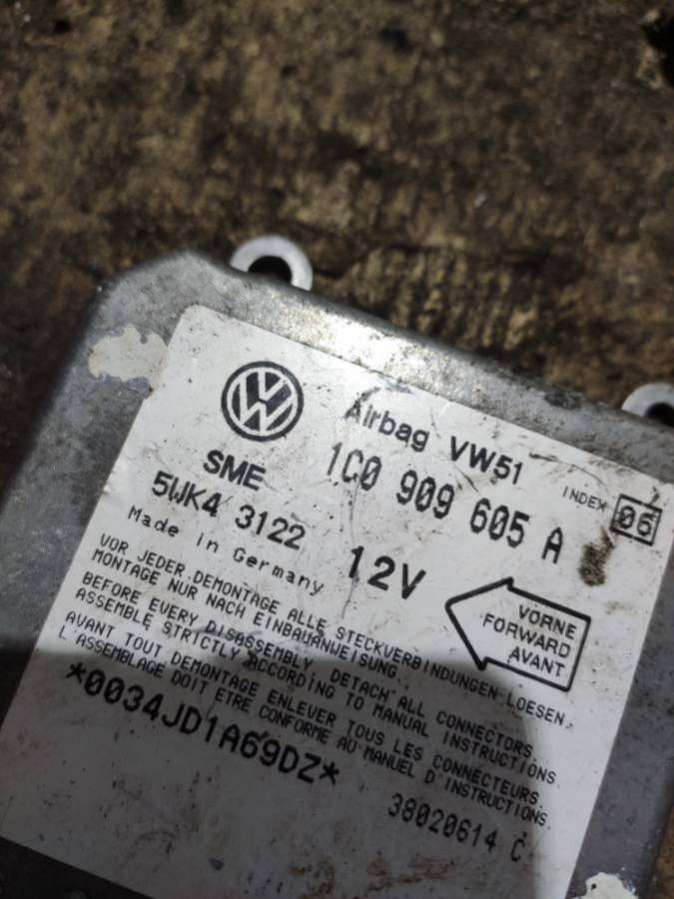 Airbag VW51
1C0 909 605 A
INDEX 06
SME
5WK4 3122
Made in Germany
12V
VORNE
FORWARD
AVANT
VOR JEDER DEMONTAGE ALLE STECKVERBINDUNGEN LOESEN.
MONTAGE NUR NACH EINBAUANWEISUNG.
BEFORE EVERY DISASSEMBLY DETACH ALL CONNECTORS.
ASSEMBLE STRICTLY ACCORDING TO MANUAL INSTRUCTIONS.
AVANT TOUT DEMONTAGE ENLEVER TOUS LES CONNECTEURS.
L'ASSEMBLAGE DOIT ETRE CONFORME AU MANUEL D'INSTRUCTIONS.
*0034JD1A69DZ*
38020614 C